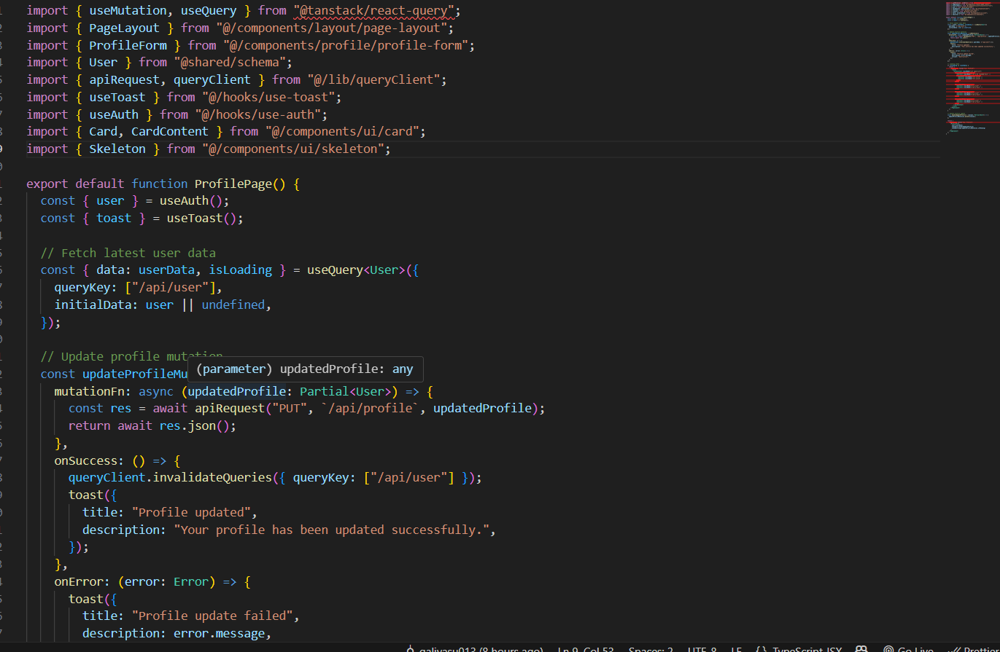 import { useMutation, useQuery } from "@tanstack/react-query";
import { PageLayout } from "@/components/layout/page-layout";
import { ProfileForm } from "@/components/profile/profile-form";
import { User } from "@shared/schema";
import { apiRequest, queryClient } from "@/lib/queryClient";
import { useToast } from "@/hooks/use-toast";
import { useAuth } from "@/hooks/use-auth";
import { Card, CardContent } from "@/components/ui/card";
import { Skeleton } from "@/components/ui/skeleton";

export default function ProfilePage() {
  const { user } = useAuth();
  const { toast } = useToast();

  // Fetch latest user data
  const { data: userData, isLoading } = useQuery<User>({
    queryKey: ["/api/user"],
    initialData: user || undefined,
  });

  // Update profile mutation
(parameter) updatedProfile: any
  const updateProfileMu
    mutationFn: async (updatedProfile: Partial<User>) => {
      const res = await apiRequest("PUT", `/api/profile`, updatedProfile);
      return await res.json();
    },
    onSuccess: () => {
      queryClient.invalidateQueries({ queryKey: ["/api/user"] });
      toast({
        title: "Profile updated",
        description: "Your profile has been updated successfully.",
      });
    },
    onError: (error: Error) => {
      toast({
        title: "Profile update failed",
        description: error.message,
galiyasu013 (8 hours ago) Ln 9, Col 53 Spaces: 2 UTF-8 LF {} TypeScript JSX Go Live Prettier